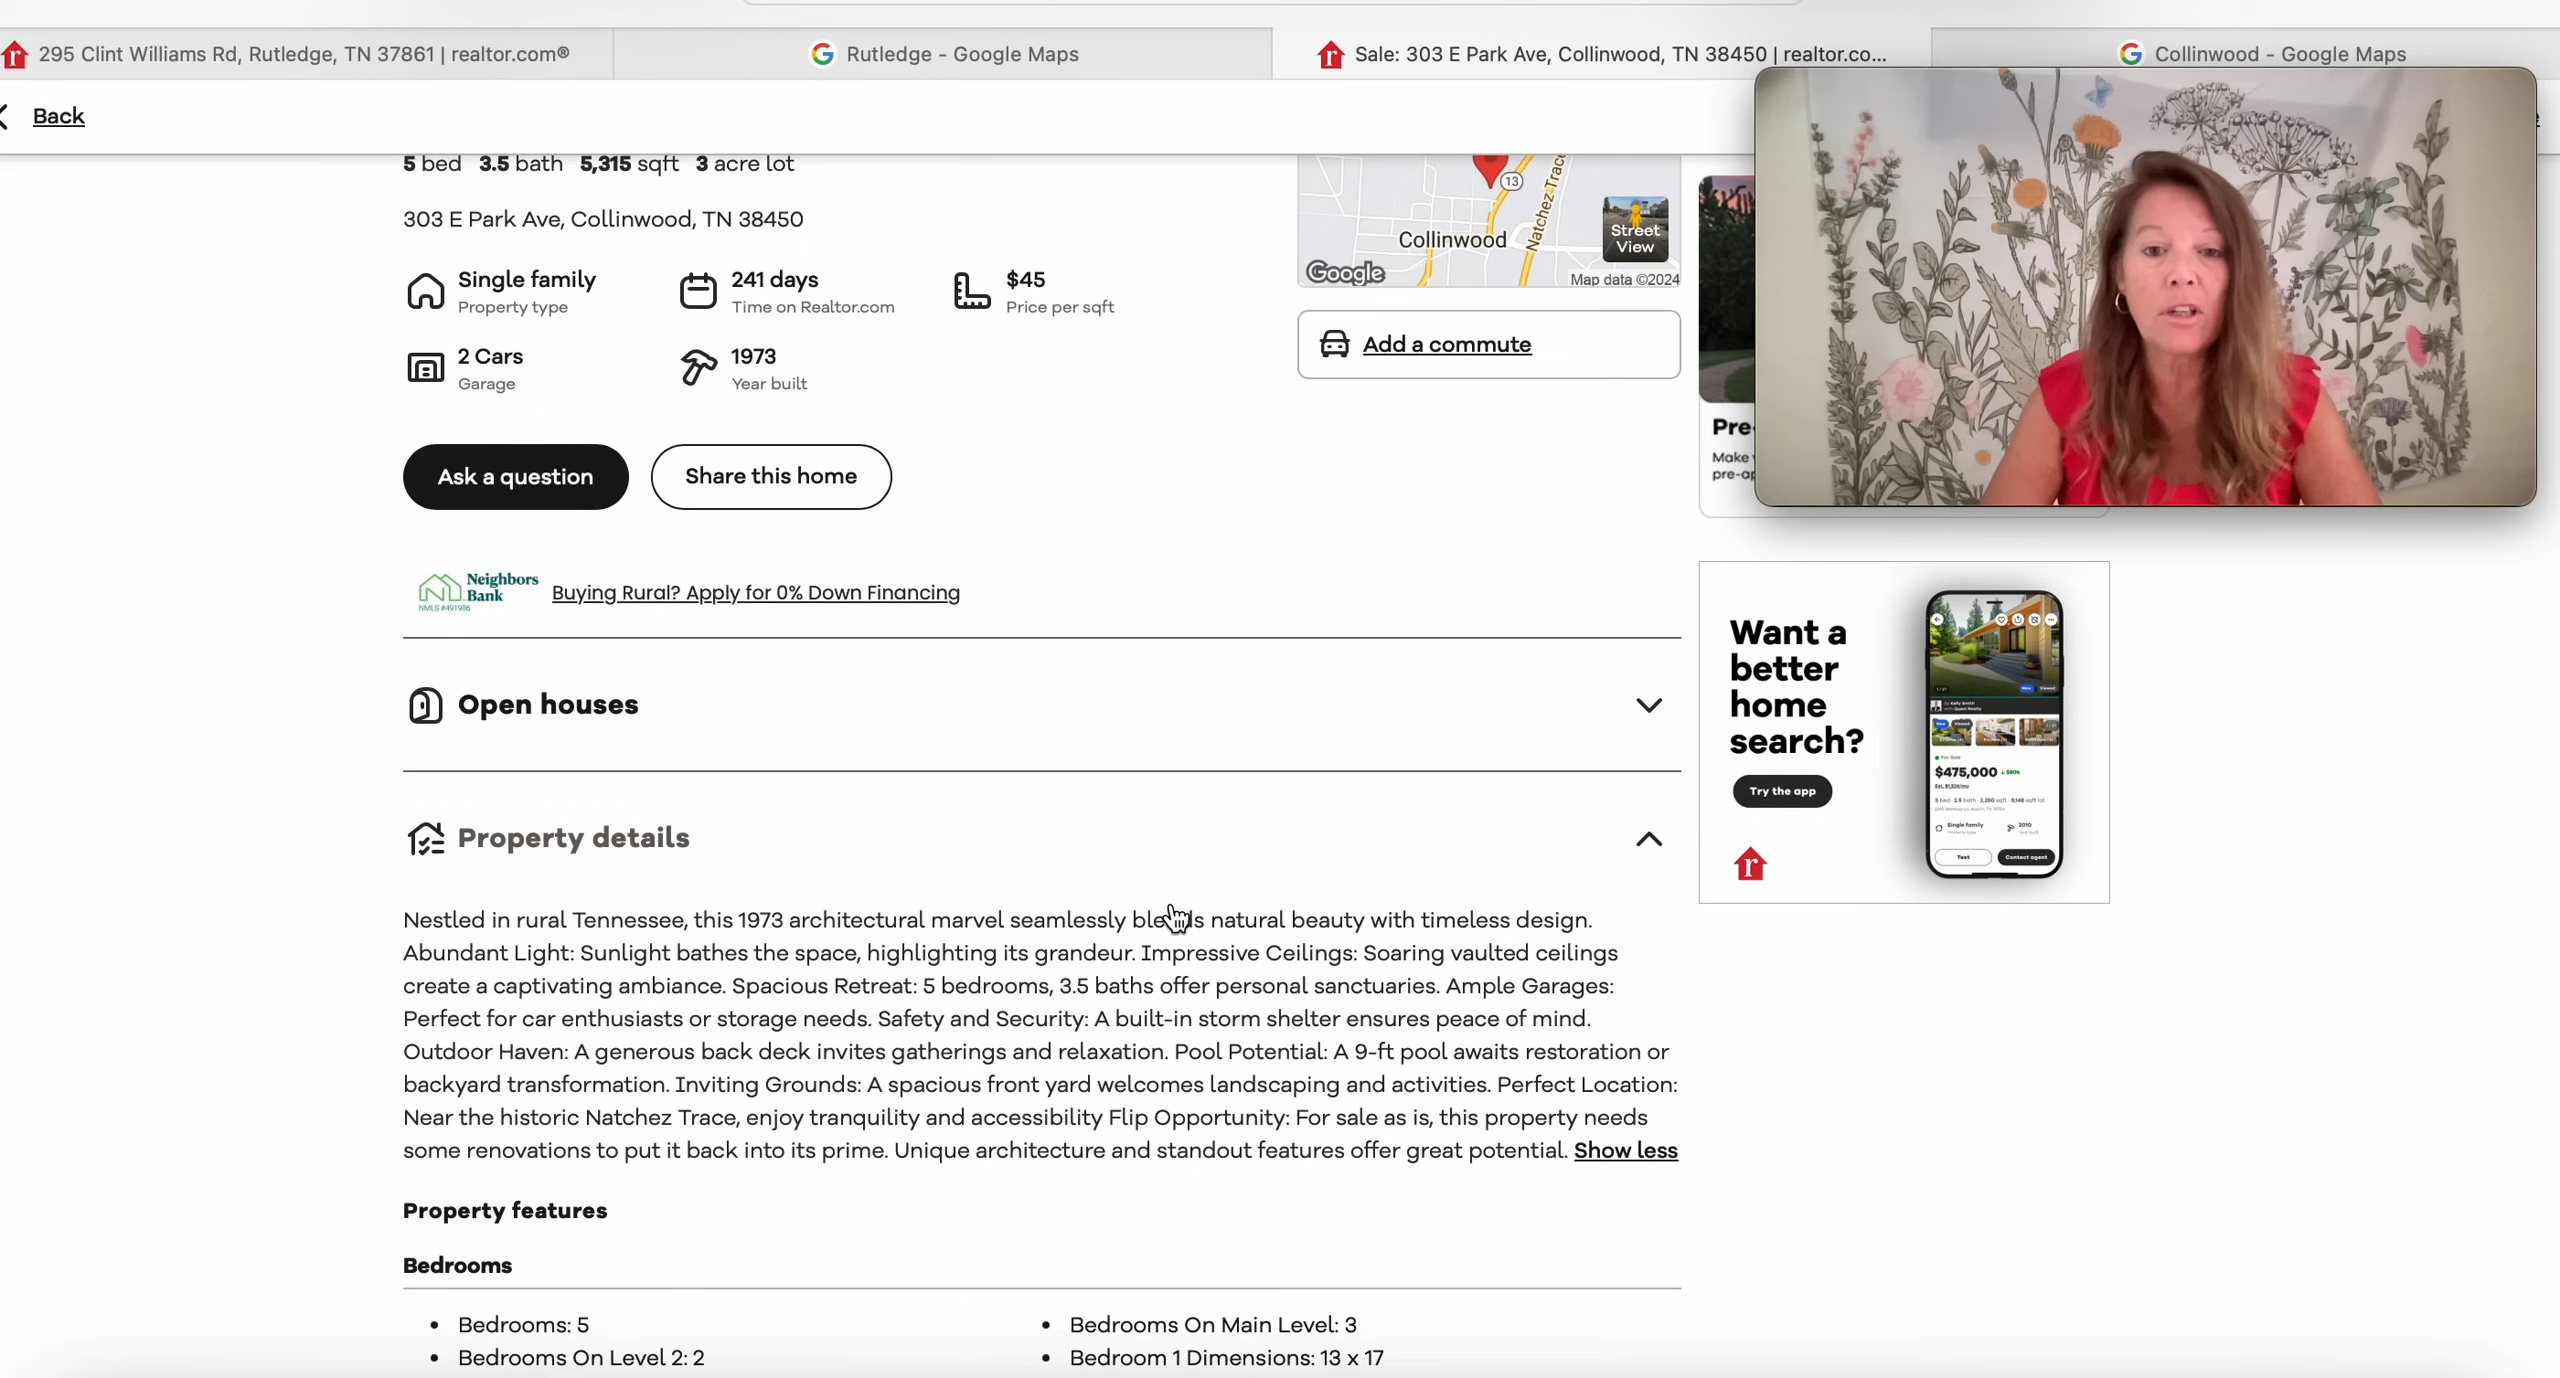 295 Clint Williams Rd, Rutledge, TN 37861 | realtor.com®
Rutledge - Google Maps
Sale: 303 E Park Ave, Collinwood, TN 38450 | realtor.co...
Collinwood - Google Maps
Back
5 bed 3.5 bath 5,315 sqft 3 acre lot
303 E Park Ave, Collinwood, TN 38450
Single family
Property type
241 days
Time on Realtor.com
$45
Price per sqft
2 Cars
Garage
1973
Year built
13
Natchez-Trace
Collinwood
Street
View
Google
Map data ©2024
Add a commute
Pre-
Make
pre-ap
Ask a question
Share this home
Neighbors
Bank
NMLS #491986
Buying Rural? Apply for 0% Down Financing
Open houses
Property details
Nestled in rural Tennessee, this 1973 architectural marvel seamlessly blends natural beauty with timeless design.
Abundant Light: Sunlight bathes the space, highlighting its grandeur. Impressive Ceilings: Soaring vaulted ceilings
create a captivating ambiance. Spacious Retreat: 5 bedrooms, 3.5 baths offer personal sanctuaries. Ample Garages:
Perfect for car enthusiasts or storage needs. Safety and Security: A built-in storm shelter ensures peace of mind.
Outdoor Haven: A generous back deck invites gatherings and relaxation. Pool Potential: A 9-ft pool awaits restoration or
backyard transformation. Inviting Grounds: A spacious front yard welcomes landscaping and activities. Perfect Location:
Near the historic Natchez Trace, enjoy tranquility and accessibility Flip Opportunity: For sale as is, this property needs
some renovations to put it back into its prime. Unique architecture and standout features offer great potential. Show less
Property features
Bedrooms
Bedrooms: 5
Bedrooms On Level 2: 2
Bedrooms On Main Level: 3
Bedroom 1 Dimensions: 13 x 17
Want a
better
home
search?
Try the app
r
$475,000
Single family
2010
Text
Contact agent